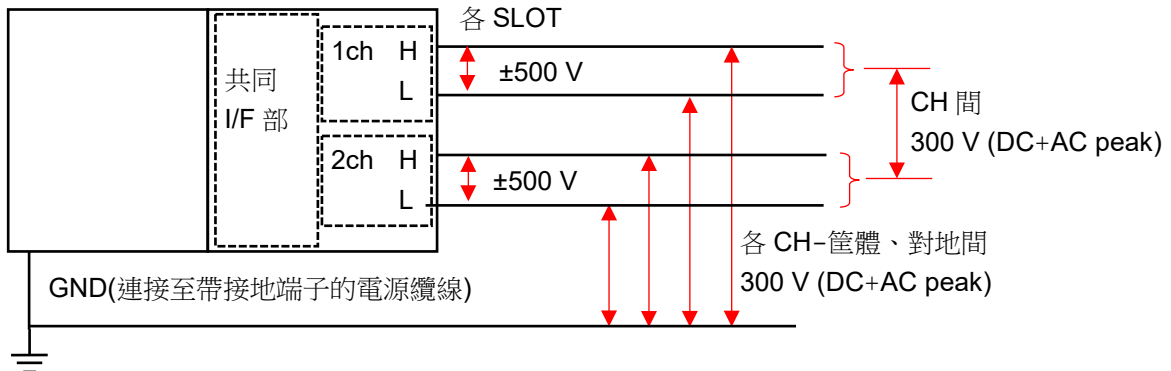 各 SLOT
共同
I/F 部
1ch H
L
±500 V
2ch H
L
±500 V
CH 間
300 V (DC+AC peak)
各 CH−筐體、對地間
300 V (DC+AC peak)
GND(連接至帶接地端子的電源纜線)